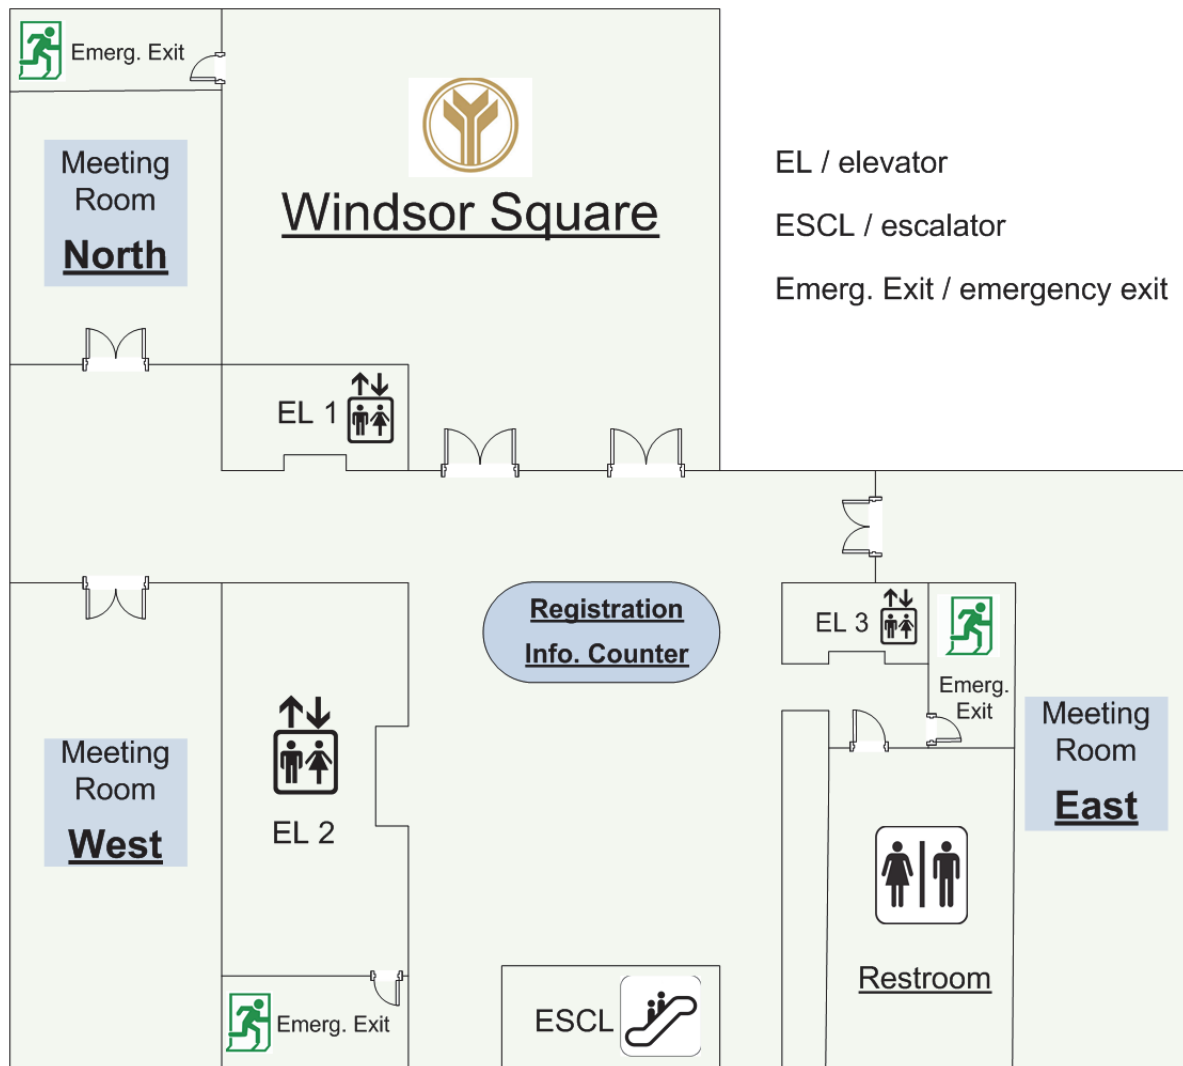 Emerg. Exit
Meeting
Room
North
Windsor Square
EL / elevator
ESCL / escalator
Emerg. Exit / emergency exit
EL 1
Registration
Info. Counter
EL 3
Emerg.
Exit
Meeting
Room
East
Meeting
Room
West
EL 2
Restroom
Emerg. Exit
ESCL